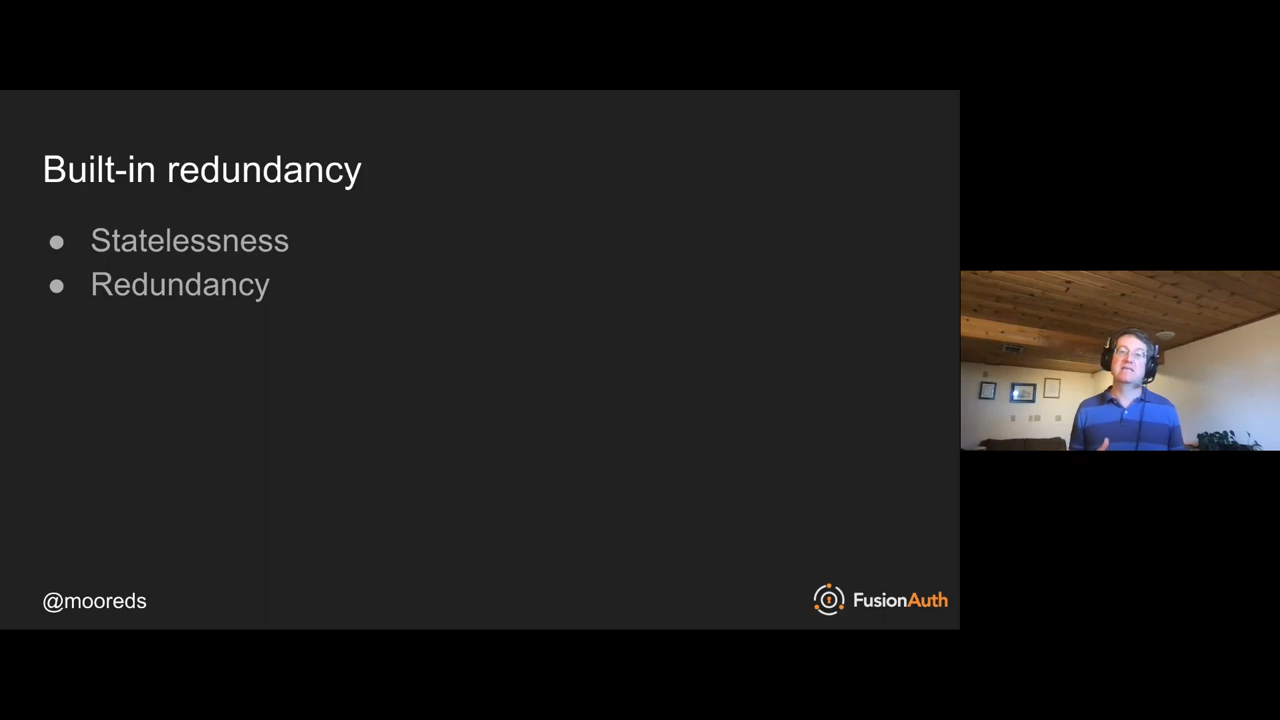 Built-in redundancy
● Statelessness
● Redundancy
@mooreds
FusionAuth